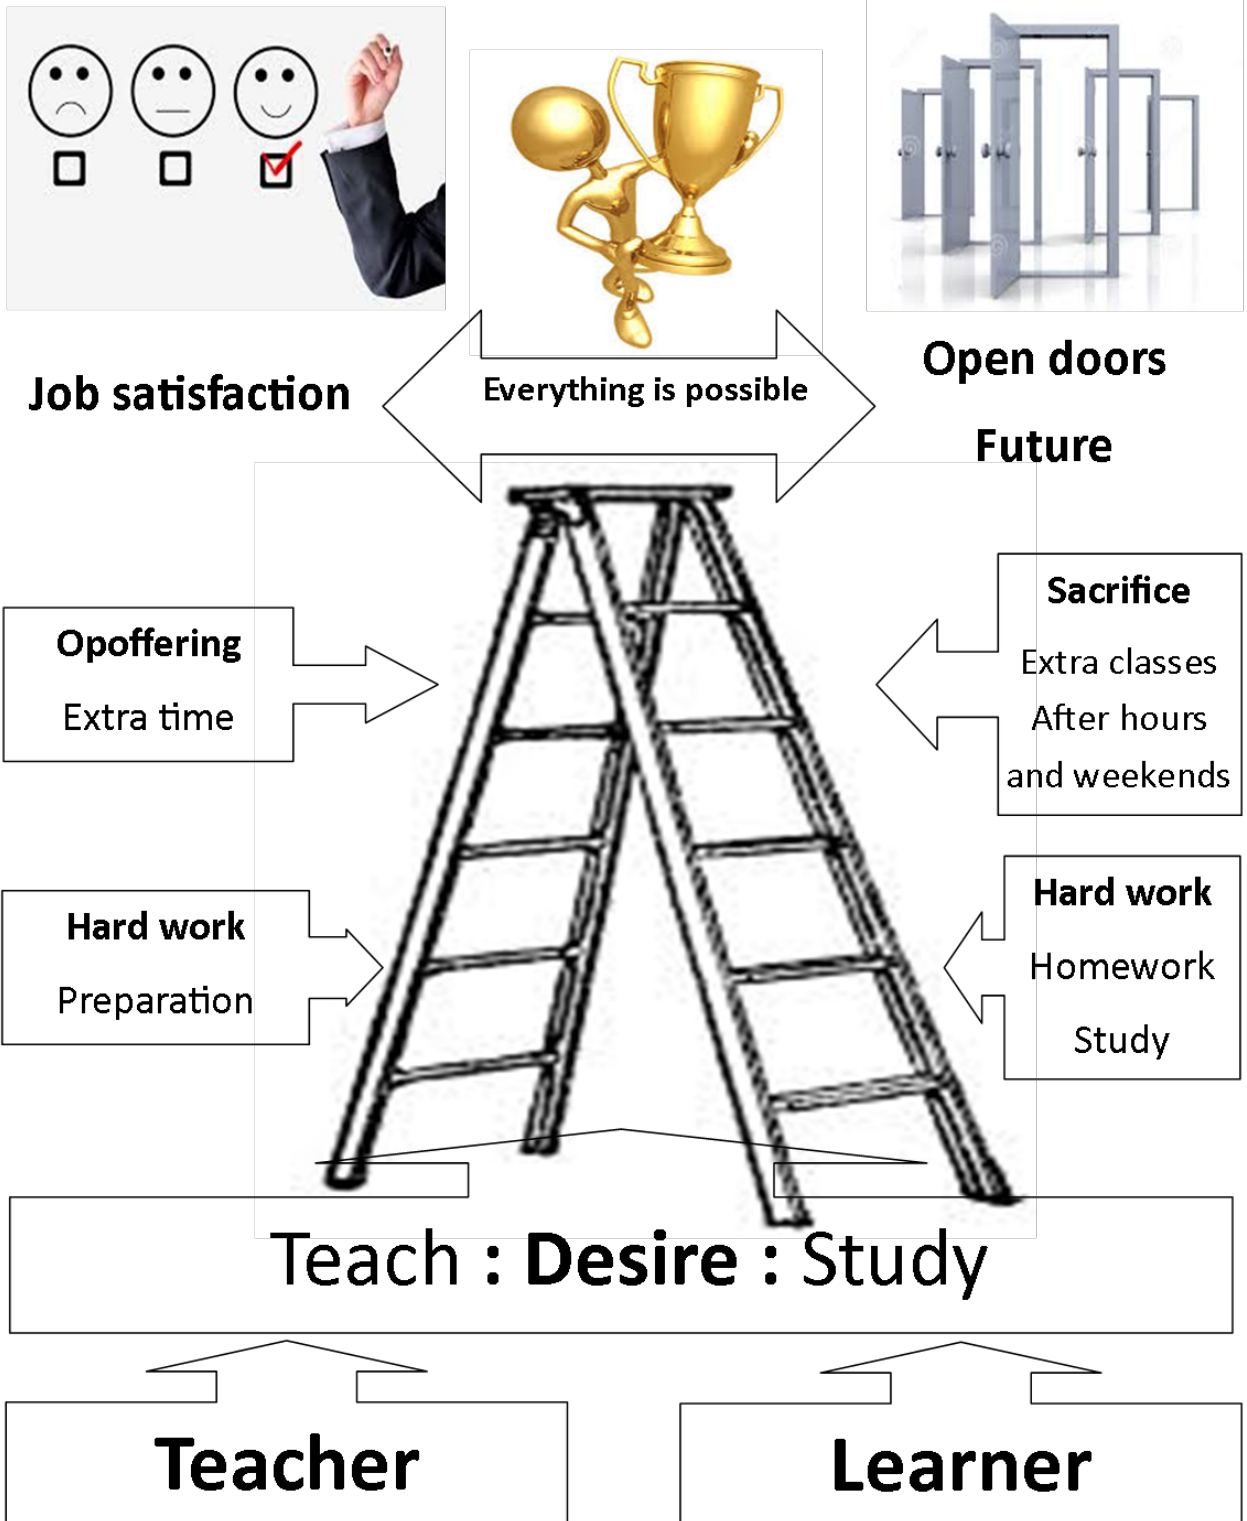 Job satisfaction
Everything is possible
Open doors
Future
Opoffering
Extra time
Sacrifice
Extra classes
After hours
and weekends
Hard work
Preparation
Hard work
Homework
Study
Teach : Desire : Study
Teacher
Learner